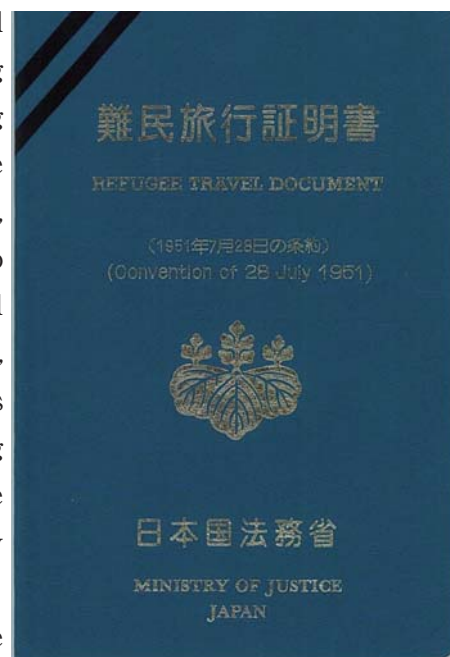 難民旅行証明書
REFUGEE TRAVEL DOCUMENT
(1951年7月28日の条約)
(Convention of 28 July 1951)
日本国法務省
MINISTRY OF JUSTICE
JAPAN